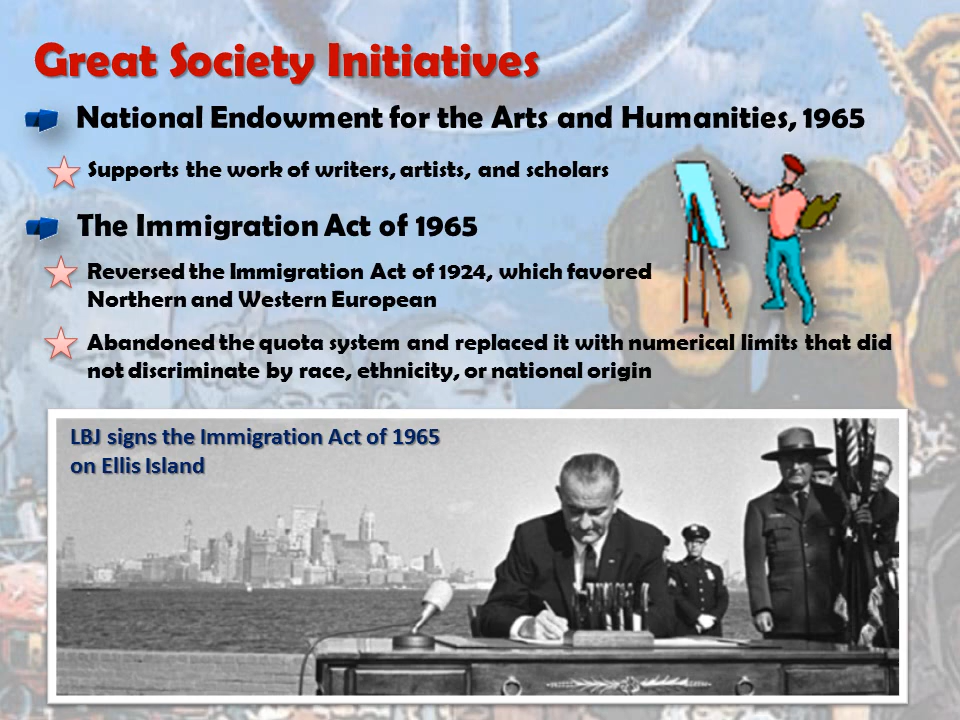 Great Society Initiatives
National Endowment for the Arts and Humanities, 1965
Supports the work of writers, artists, and scholars
The Immigration Act of 1965
Reversed the Immigration Act of 1924, which favored
Northern and Western European
Abandoned the quota system and replaced it with numerical limits that did
not discriminate by race, ethnicity, or national origin
LBJ signs the Immigration Act of 1965
on Ellis Island